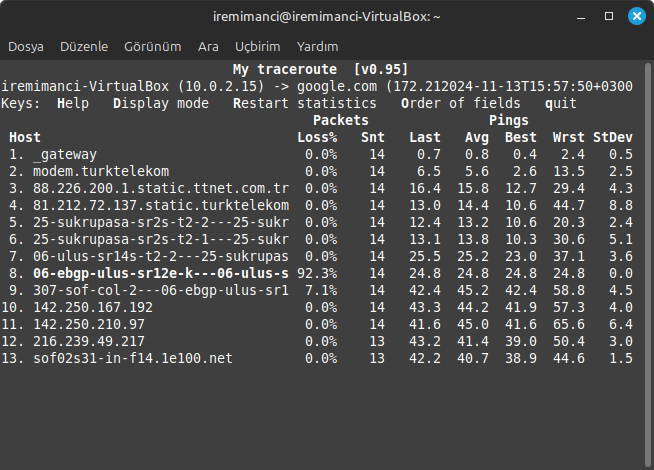 iremimanci@iremimanci-VirtualBox: ~
Dosya Düzenle Görünüm Ara Uçbirim Yardım
My traceroute [v0.95]
iremimanci-VirtualBox (10.0.2.15) -> google.com (172.212024-11-13T15:57:50+0300
Keys: Help Display mode Restart statistics Order of fields quit
Packets Pings
Host Loss% Snt Last Avg Best Wrst StDev
1. _gateway 0.0% 14 0.7 0.8 0.4 2.4 0.5
2. modem.turktelekom 0.0% 14 6.5 5.6 2.6 13.5 2.5
3. 88.226.200.1.static.ttnet.com.tr 0.0% 14 16.4 15.8 12.7 29.4 4.3
4. 81.212.72.137.static.turktelekom 0.0% 14 13.0 14.4 10.6 44.7 8.8
5. 25-sukrupasa-sr2s-t2-2---25-sukr 0.0% 14 12.4 13.2 10.6 20.3 2.4
6. 25-sukrupasa-sr2s-t2-1---25-sukr 0.0% 14 13.1 13.8 10.3 30.6 5.1
7. 06-ulus-sr14s-t2-2---25-sukrupas 0.0% 14 25.5 25.2 23.0 37.1 3.6
8. 06-ebgp-ulus-sr12e-k---06-ulus-s 92.3% 14 24.8 24.8 24.8 24.8 0.0
9. 307-sof-col-2---06-ebgp-ulus-sr1 7.1% 14 42.4 45.2 42.4 58.8 4.5
10. 142.250.167.192 0.0% 14 43.3 44.2 41.9 57.3 4.0
11. 142.250.210.97 0.0% 14 41.6 45.0 41.6 65.6 6.4
12. 216.239.49.217 0.0% 13 43.2 41.4 39.0 50.4 3.0
13. sof02s31-in-f14.1e100.net 0.0% 13 42.2 40.7 38.9 44.6 1.5